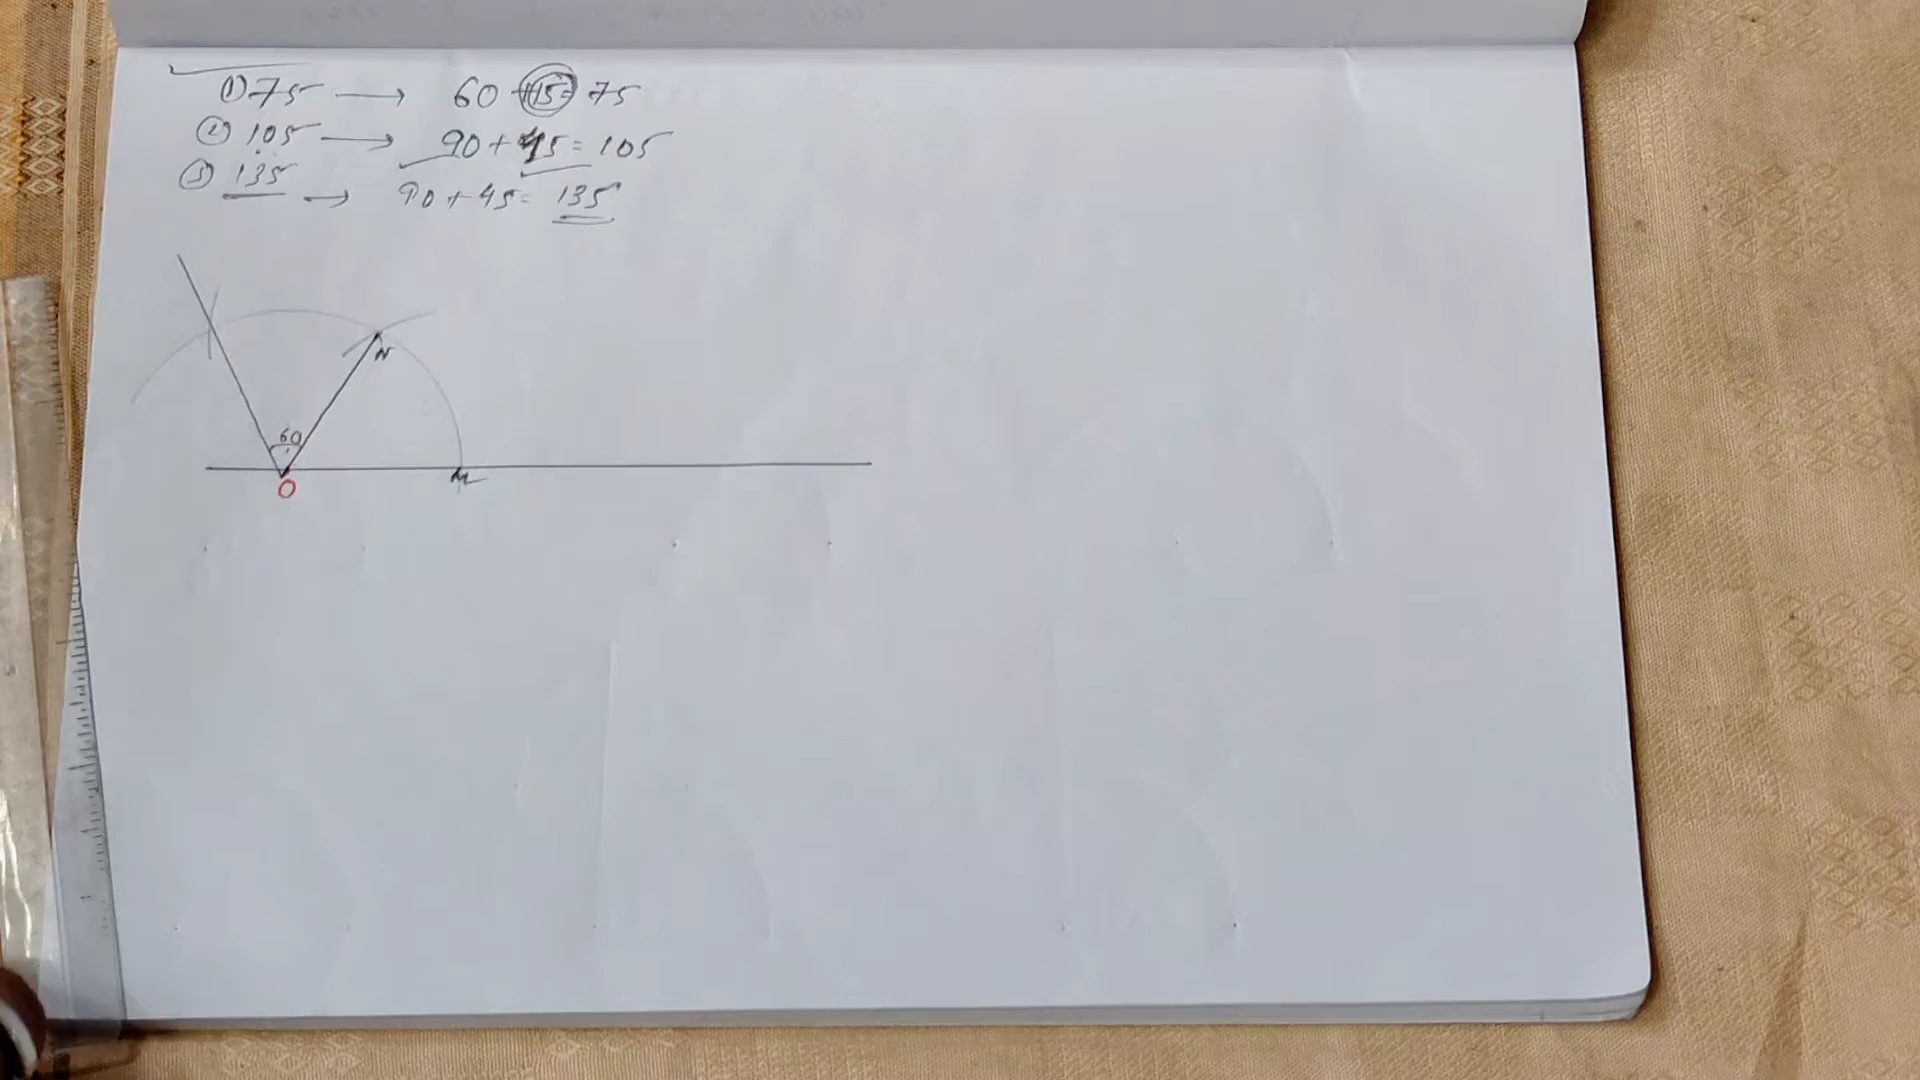 ① 75 → 60 +15= 75
② 105 → 90 + 15 = 105
③ 135 → 90 + 45 = 135
N
60
O
M